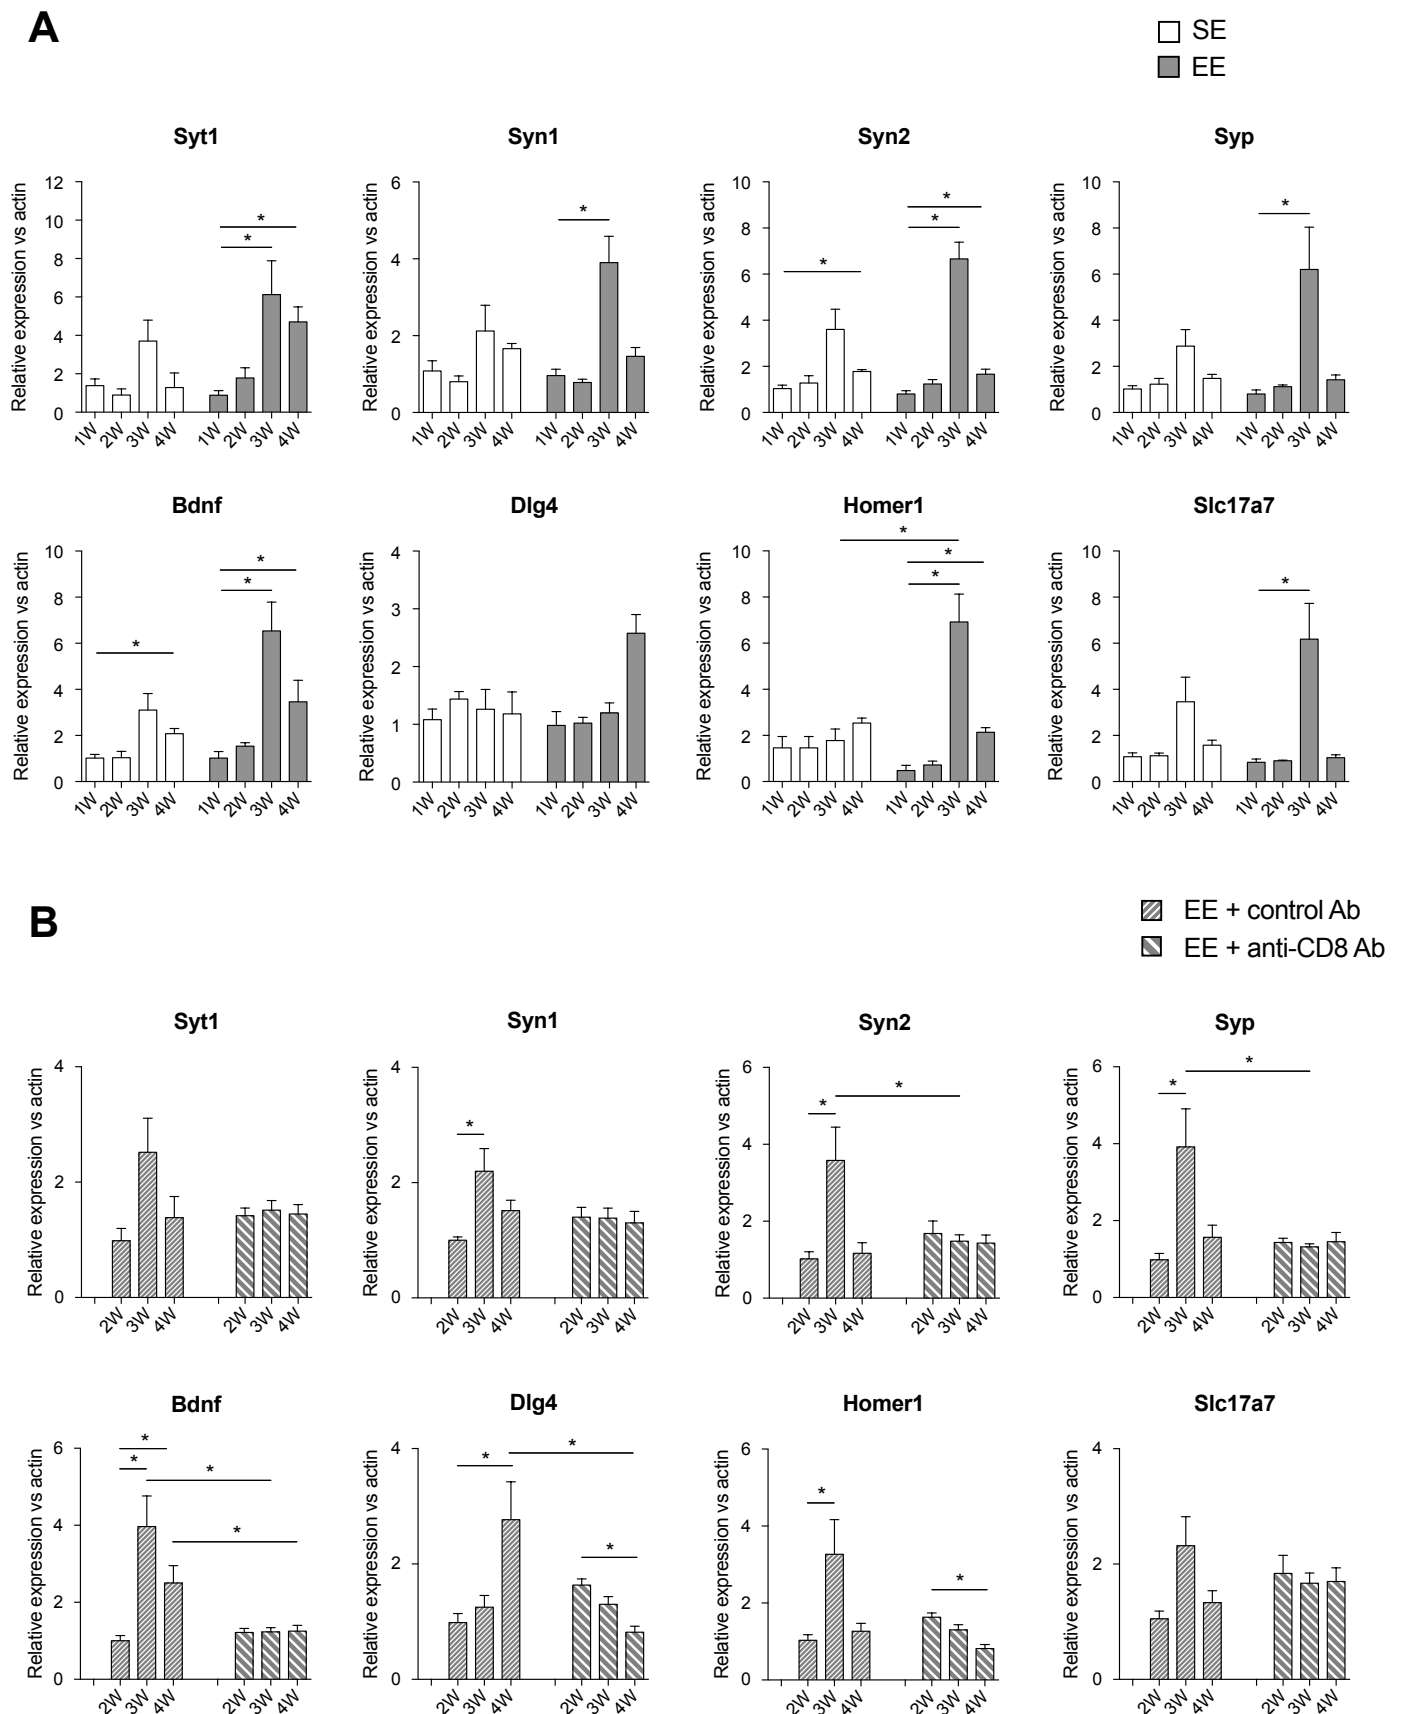 A
SE
EE
Syt1
Syn1
Syn2
Syp
Relative expression vs actin
12
10
8
6
4
2
0
* *
1W 2W 3W 4W 1W 2W 3W 4W
Relative expression vs actin
6
4
2
0
*
1W 2W 3W 4W 1W 2W 3W 4W
Relative expression vs actin
10
8
6
4
2
0
* * *
1W 2W 3W 4W 1W 2W 3W 4W
Relative expression vs actin
10
8
6
4
2
0
*
1W 2W 3W 4W 1W 2W 3W 4W
Bdnf
Dlg4
Homer1
Slc17a7
Relative expression vs actin
10
8
6
4
2
0
* * *
1W 2W 3W 4W 1W 2W 3W 4W
Relative expression vs actin
4
3
2
1
0
1W 2W 3W 4W 1W 2W 3W 4W
Relative expression vs actin
10
8
6
4
2
0
* * *
1W 2W 3W 4W 1W 2W 3W 4W
Relative expression vs actin
10
8
6
4
2
0
*
1W 2W 3W 4W 1W 2W 3W 4W
B
EE + control Ab
EE + anti-CD8 Ab
Syt1
Syn1
Syn2
Syp
Relative expression vs actin
4
2
0
2W 3W 4W 2W 3W 4W
Relative expression vs actin
4
2
0
*
2W 3W 4W 2W 3W 4W
Relative expression vs actin
6
4
2
0
* *
2W 3W 4W 2W 3W 4W
Relative expression vs actin
6
4
2
0
* *
2W 3W 4W 2W 3W 4W
Bdnf
Dlg4
Homer1
Slc17a7
Relative expression vs actin
6
4
2
0
* * * *
2W 3W 4W 2W 3W 4W
Relative expression vs actin
4
2
0
* * *
2W 3W 4W 2W 3W 4W
Relative expression vs actin
6
4
2
0
* *
2W 3W 4W 2W 3W 4W
Relative expression vs actin
4
2
0
2W 3W 4W 2W 3W 4W